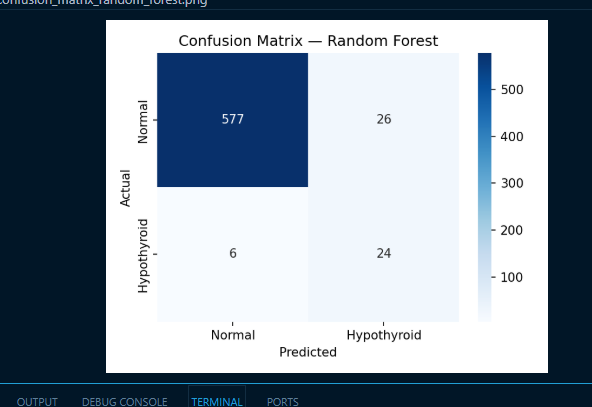 confusion_matrix_random_forest.png
Confusion Matrix — Random Forest
Normal
577
26
500
400
300
200
100
Actual
Hypothyroid
6
24
Normal
Hypothyroid
Predicted
OUTPUT DEBUG CONSOLE TERMINAL PORTS